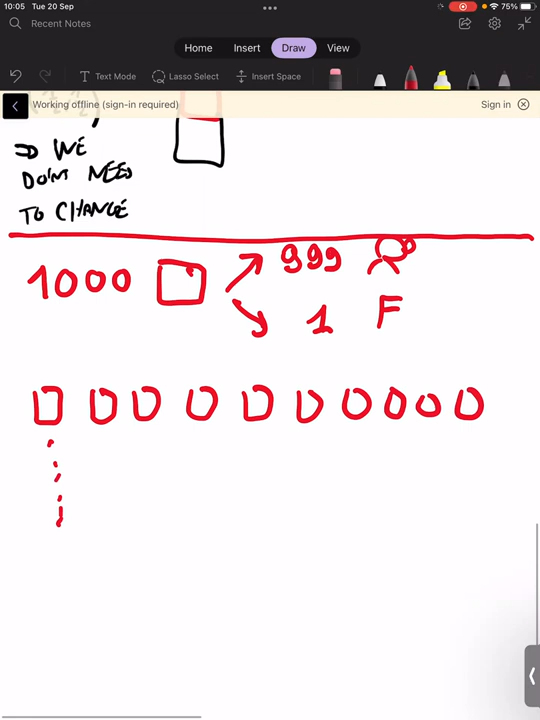 10:05 Tue 20 Sep
75%
Recent Notes
Home Insert Draw View
Text Mode Lasso Select Insert Space
Working offline (sign-in required) Sign in
⇒ WE
DON'T NEED
TO CHANGE
1000 999
1 F